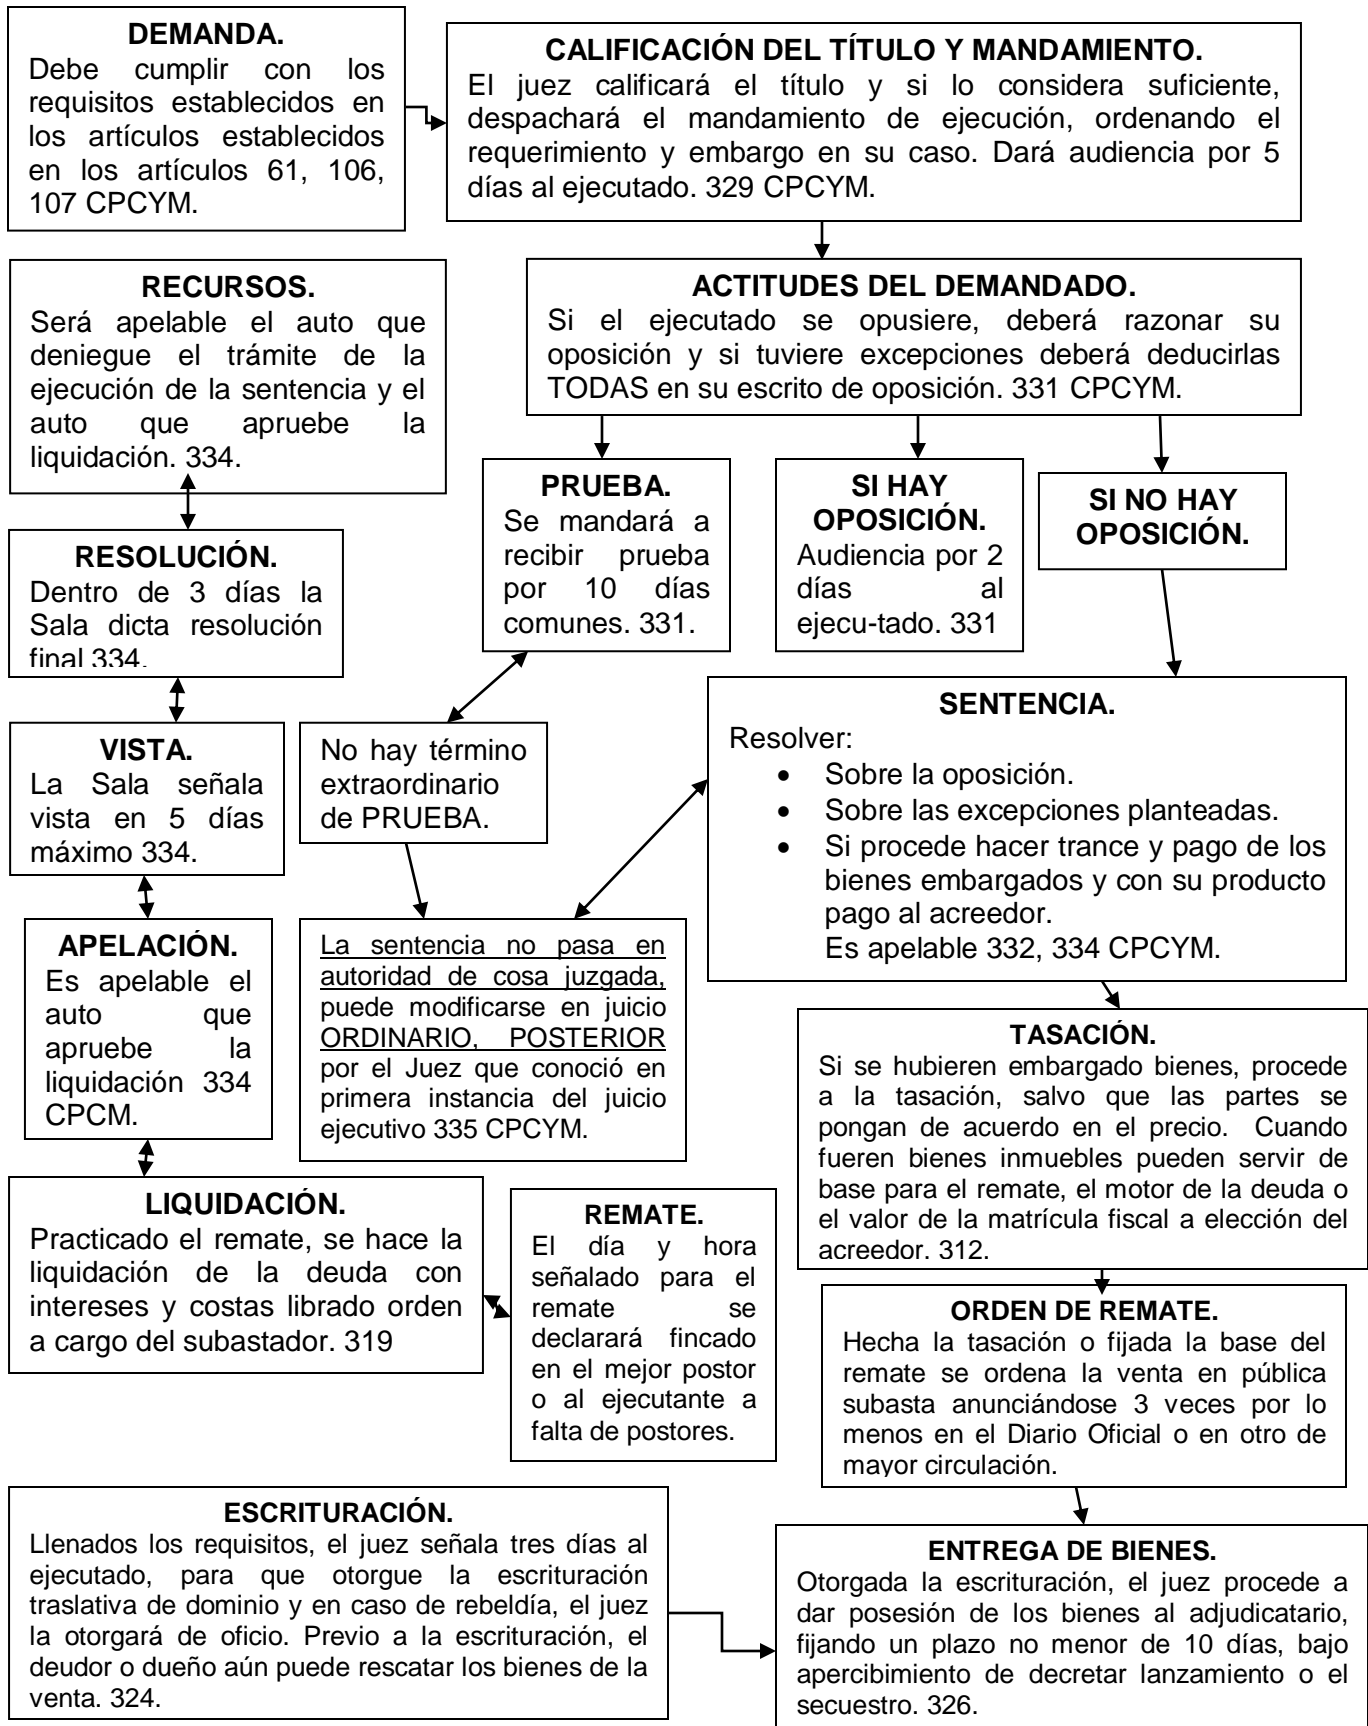 DEMANDA.
Debe cumplir con los
requisitos establecidos en
los artículos establecidos
en los artículos 61, 106,
107 CPCYM.
CALIFICACIÓN DEL TÍTULO Y MANDAMIENTO.
El juez calificará el título y si lo considera suficiente,
despachará el mandamiento de ejecución, ordenando el
requerimiento y embargo en su caso. Dará audiencia por 5
días al ejecutado. 329 CPCYM.
RECURSOS.
Será apelable el auto que
deniegue el trámite de la
ejecución de la sentencia y el
auto que apruebe la
liquidación. 334.
ACTITUDES DEL DEMANDADO.
Si el ejecutado se opusiere, deberá razonar su
oposición y si tuviere excepciones deberá deducirlas
TODAS en su escrito de oposición. 331 CPCYM.
PRUEBA.
Se mandará a
recibir prueba
por 10 días
comunes. 331.
SI HAY
OPOSICIÓN.
Audiencia por 2
días al
ejecu-tado. 331
SI NO HAY
OPOSICIÓN.
RESOLUCIÓN.
Dentro de 3 días la
Sala dicta resolución
final 334.
VISTA.
La Sala señala
vista en 5 días
máximo 334.
No hay término
extraordinario
de PRUEBA.
SENTENCIA.
Resolver:
• Sobre la oposición.
• Sobre las excepciones planteadas.
• Si procede hacer trance y pago de los
bienes embargados y con su producto
pago al acreedor.
Es apelable 332, 334 CPCYM.
APELACIÓN.
Es apelable el
auto que
apruebe la
liquidación 334
CPCM.
La sentencia no pasa en
autoridad de cosa juzgada,
puede modificarse en juicio
ORDINARIO, POSTERIOR
por el Juez que conoció en
primera instancia del juicio
ejecutivo 335 CPCYM.
TASACIÓN.
Si se hubieren embargado bienes, procede
a la tasación, salvo que las partes se
pongan de acuerdo en el precio. Cuando
fueren bienes inmuebles pueden servir de
base para el remate, el motor de la deuda o
el valor de la matrícula fiscal a elección del
acreedor. 312.
LIQUIDACIÓN.
Practicado el remate, se hace la
liquidación de la deuda con
intereses y costas librado orden
a cargo del subastador. 319
REMATE.
El día y hora
señalado para el
remate se
declarará fincado
en el mejor postor
o al ejecutante a
falta de postores.
ORDEN DE REMATE.
Hecha la tasación o fijada la base del
remate se ordena la venta en pública
subasta anunciándose 3 veces por lo
menos en el Diario Oficial o en otro de
mayor circulación.
ESCRITURACIÓN.
Llenados los requisitos, el juez señala tres días al
ejecutado, para que otorgue la escrituración
traslativa de dominio y en caso de rebeldía, el juez
la otorgará de oficio. Previo a la escrituración, el
deudor o dueño aún puede rescatar los bienes de la
venta. 324.
ENTREGA DE BIENES.
Otorgada la escrituración, el juez procede a
dar posesión de los bienes al adjudicatario,
fijando un plazo no menor de 10 días, bajo
apercibimiento de decretar lanzamiento o el
secuestro. 326.